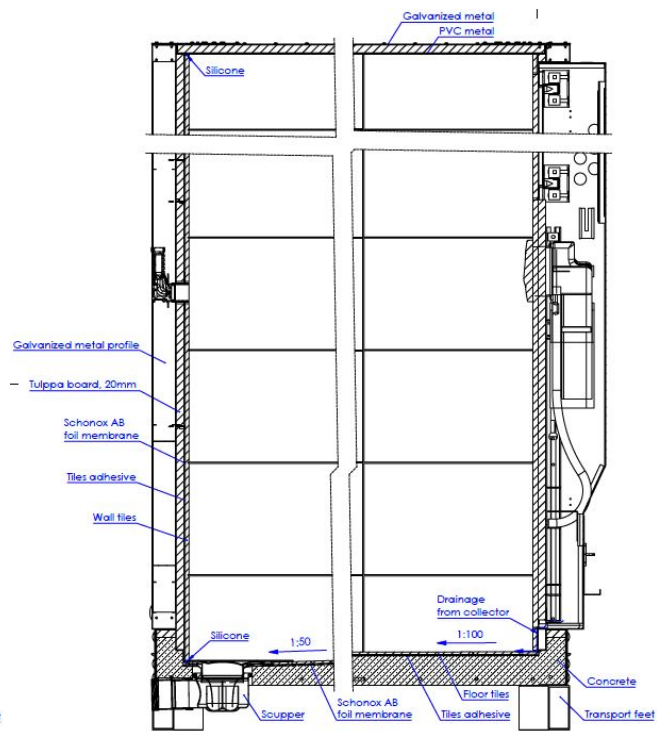 Galvanized metal
PVC metal
Silicone
Galvanized metal profile
Tulppa board, 20mm
Schonox AB
foil membrane
Tiles adhesive
Wall tiles
Drainage
from collector
Silicone
1:50
1:100
Concrete
Floor tiles
Schonox AB
foil membrane
Scupper
Tiles adhesive
Transport feet